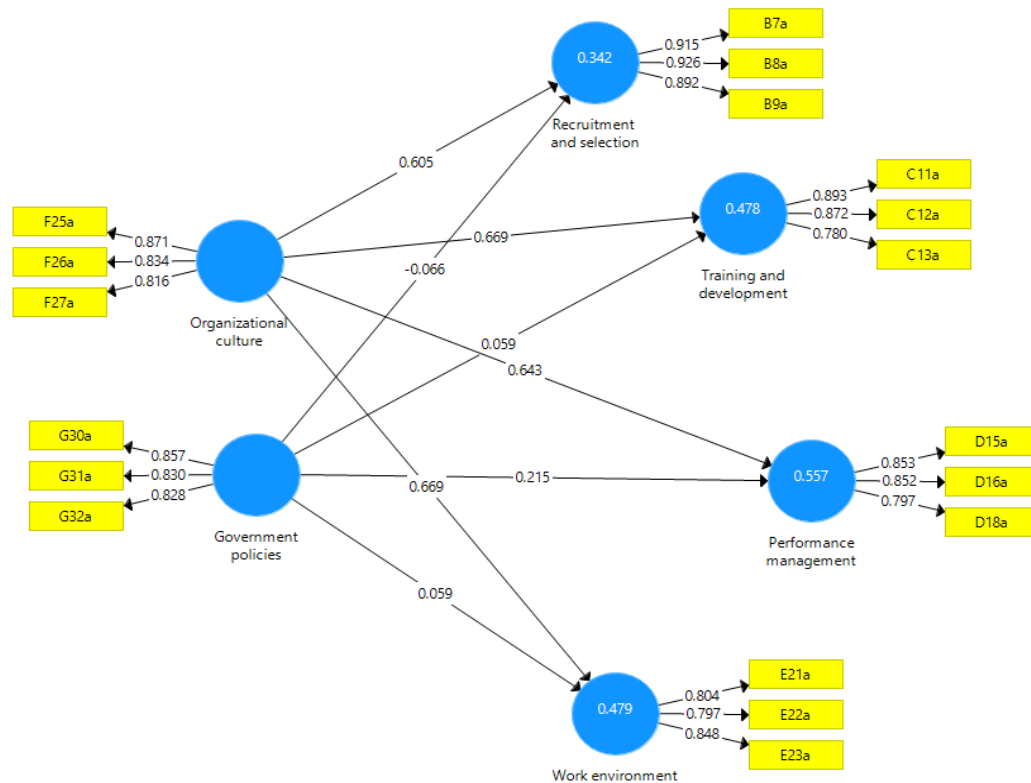 B7a
0.915
0.342
0.926
B8a
0.892
B9a
Recruitment
and selection
0.605
C11a
0.893
0.478
0.872
C12a
0.780
C13a
F25a
0.871
0.669
F26a
0.834
-0.066
F27a
0.816
Training and
development
Organizational
culture
0.059
0.643
G30a
0.857
D15a
0.853
G31a
0.830
0.669
0.215
0.557
0.852
D16a
0.828
0.797
G32a
D18a
Government
policies
Performance
management
0.059
E21a
0.804
0.479
0.797
E22a
0.848
E23a
Work environment